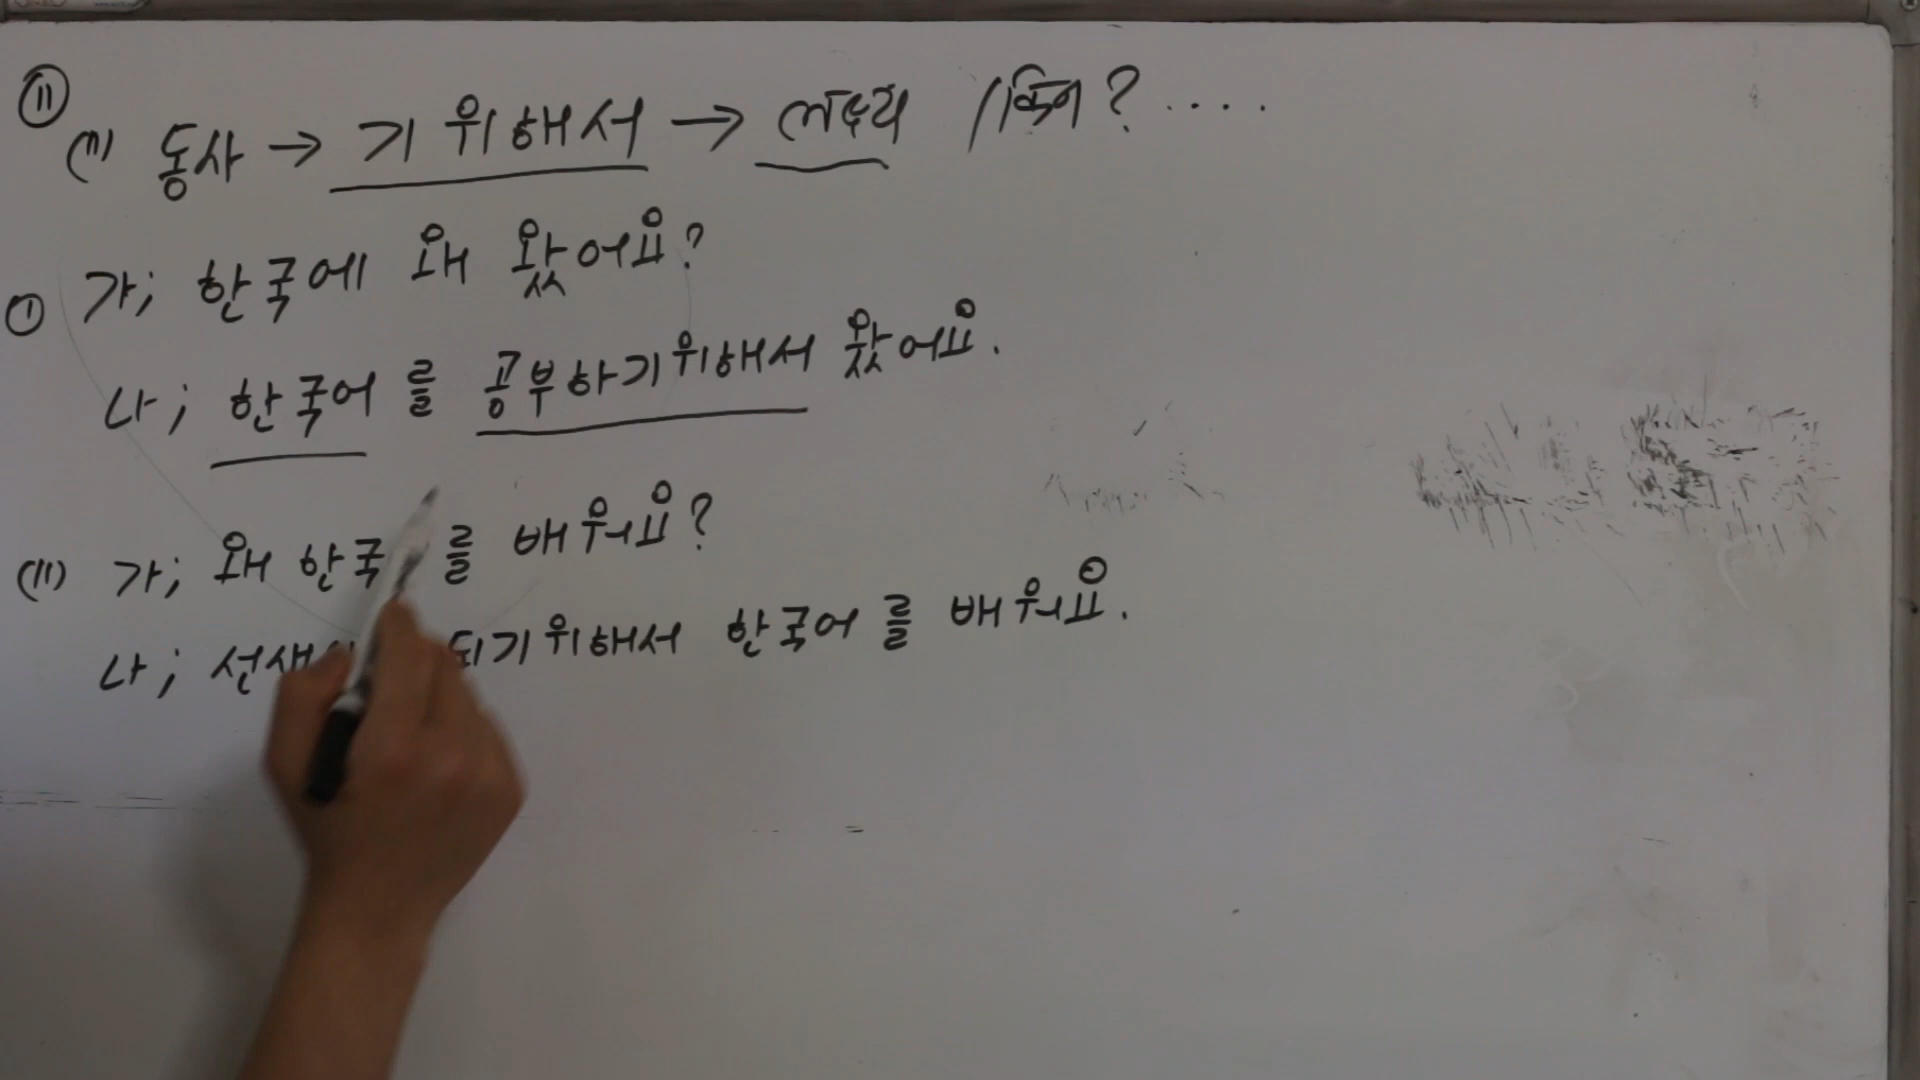 ⑪
(1) 동사 → 기 위해서 → लक्ष्य / किन ? ....
① 가; 한국에 왜 왔어요?
나; 한국어 를 공부하기위해서 왔어요.
(11) 가; 왜 한국 를 배워요?
나; 되기위해서 한국어 를 배워요.